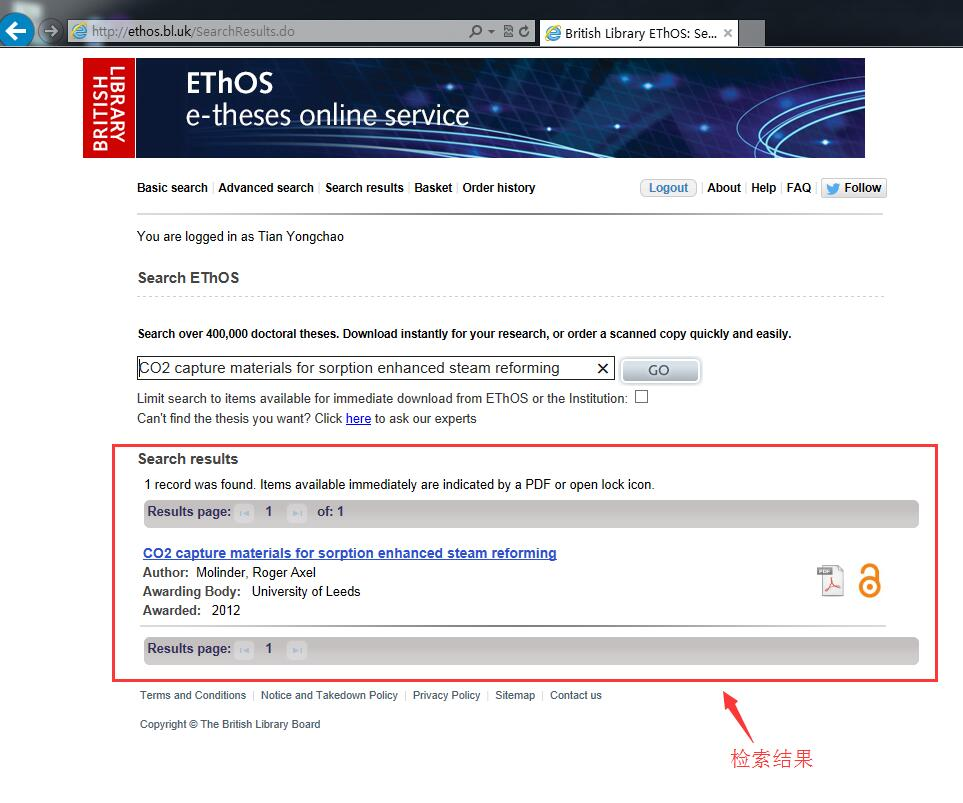 http://ethos.bl.uk/SearchResults.do
British Library EThOS: Se...
BRITISH LIBRARY
EThOS
e-theses online service
Basic search | Advanced search | Search results | Basket | Order history
Logout | About | Help | FAQ | Follow
You are logged in as Tian Yongchao
Search EThOS
Search over 400,000 doctoral theses. Download instantly for your research, or order a scanned copy quickly and easily.
CO2 capture materials for sorption enhanced steam reforming
GO
Limit search to items available for immediate download from EThOS or the Institution:
Can't find the thesis you want? Click here to ask our experts
Search results
1 record was found. Items available immediately are indicated by a PDF or open lock icon.
Results page: 1 of: 1
CO2 capture materials for sorption enhanced steam reforming
Author: Molinder, Roger Axel
PDF
Awarding Body: University of Leeds
Awarded: 2012
Results page: 1
Terms and Conditions | Notice and Takedown Policy | Privacy Policy | Sitemap | Contact us
Copyright © The British Library Board
检索结果